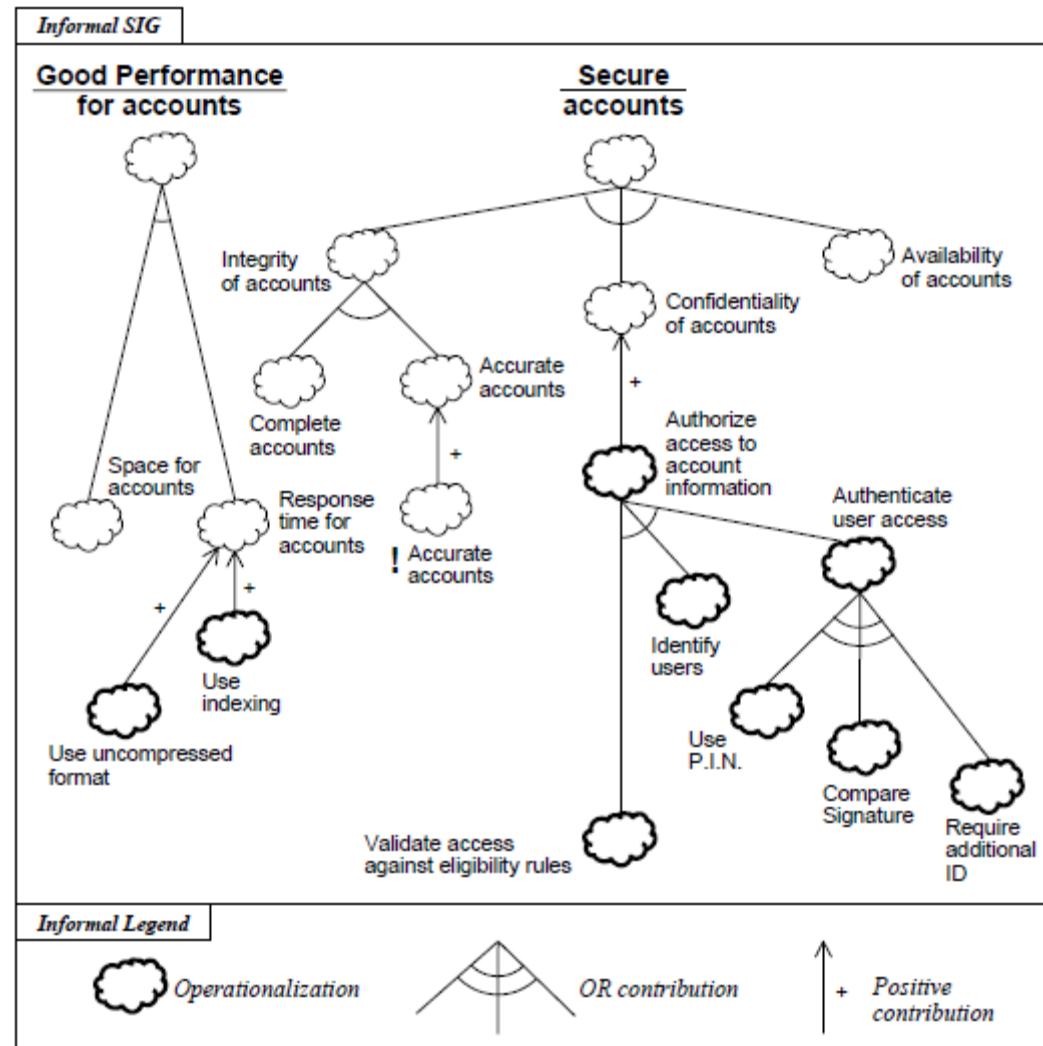 Informal SIG
Good Performance
for accounts
Secure
accounts
Integrity
of accounts
Availability
of accounts
Confidentiality
of accounts
Accurate
accounts
Complete
accounts
+
+
Authorize
access to
account
information
Space for
accounts
Response
time for
accounts
! Accurate
accounts
Authenticate
user access
+
+
Identify
users
Use
indexing
Use uncompressed
format
Use
P.I.N.
Compare
Signature
Require
additional
ID
Validate access
against eligibility rules
Informal Legend
Operationalization
OR contribution
+
Positive
contribution